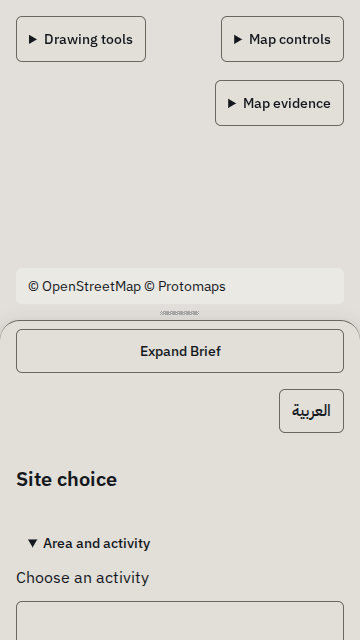 Drawing tools
Map controls
Map evidence
© OpenStreetMap © Protomaps
Expand Brief
العربية
Site choice
Area and activity
Choose an activity